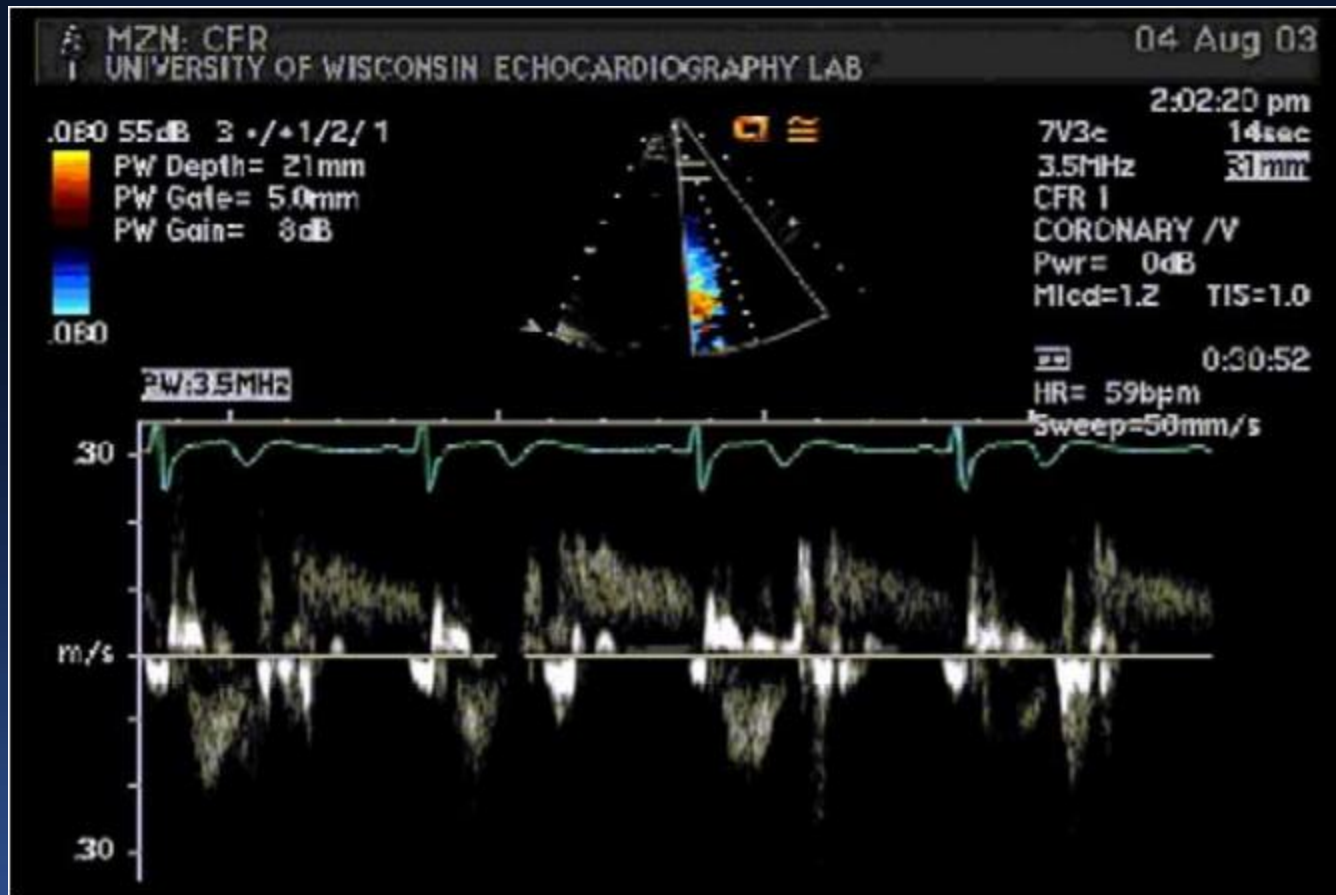 MZN: CFR
04 Aug 03
UNIVERSITY OF WISCONSIN ECHOCARDIOGRAPHY LAB
2:02:20 pm
.080 55dB 3 •/+1/2/ 1
PW Depth= 21mm
PW Gate= 5.0mm
PW Gain= 8dB
.080
7V3c 14sec
3.5MHz 31mm
CFR 1
CORONARY /V
Pwr= 0dB
MIcd=1.2 TIS=1.0
0:30:52
HR= 59bpm
Sweep=50mm/s
PW:3.5MHz
.30
m/s
.30